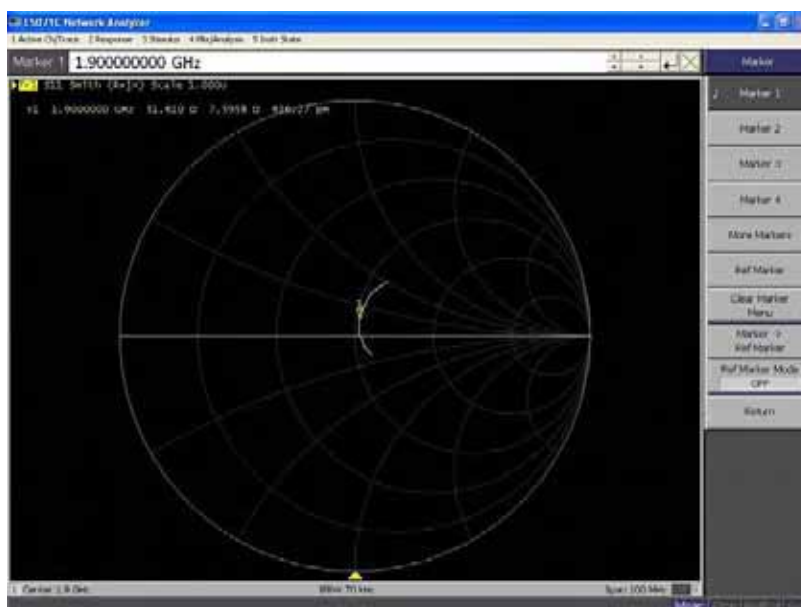 E5071C Network Analyzer
1 Active Ch/Trace 2 Response 3 Stimulus 4 Mkr/Analysis 5 Instr State
Marker 1 1.900000000 GHz
Marker
S11 Smith (R+jX) Scale 1.000U
1.9000000 GHz 51.410 Ω 7.5958 Ω pH
Marker 1
Marker 2
Marker 3
Marker 4
More Markers
Ref Marker
Clear Marker
Menu
Marker ->
Ref Marker
Ref Marker Mode
OFF
Return
1 Center 1.9 GHz IFBW 70 kHz Span 100 MHz